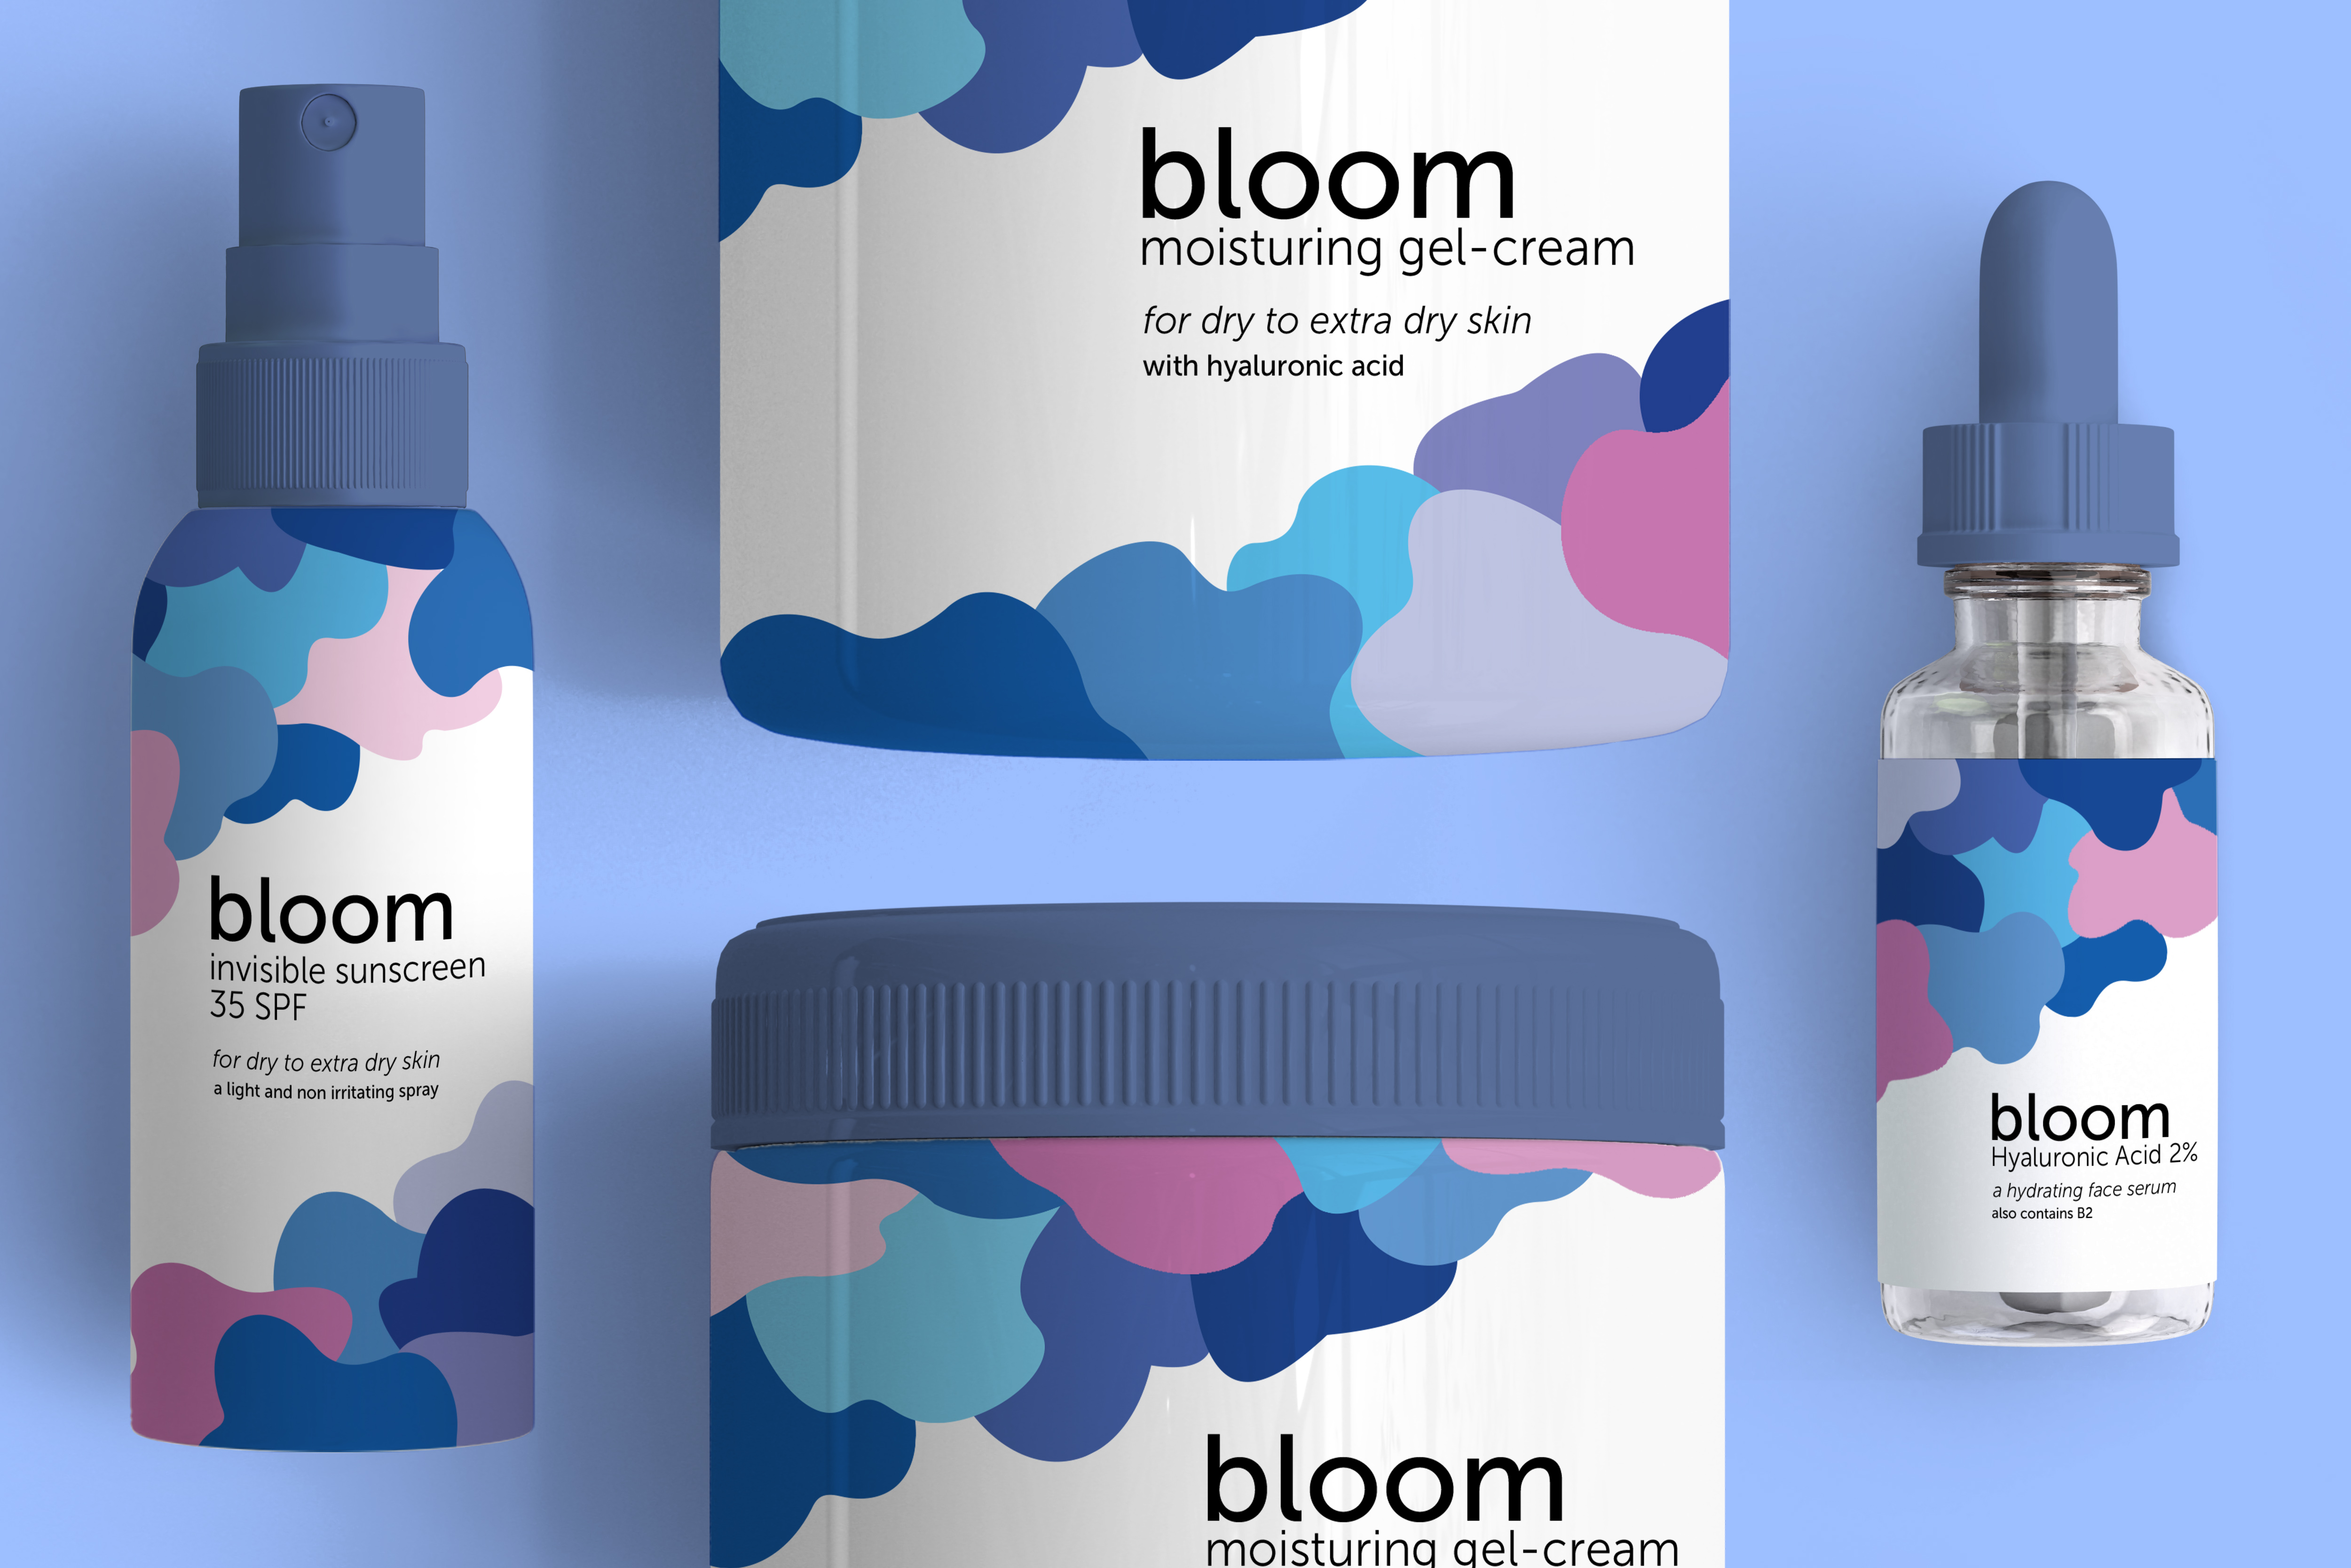 bloom
invisible sunscreen
35 SPF
for dry to extra dry skin
a light and non irritating spray
bloom
moisturing gel-cream
for dry to extra dry skin
with hyaluronic acid
bloom
moisturing gel-cream
bloom
Hyaluronic Acid 2%
a hydrating face serum
also contains B2